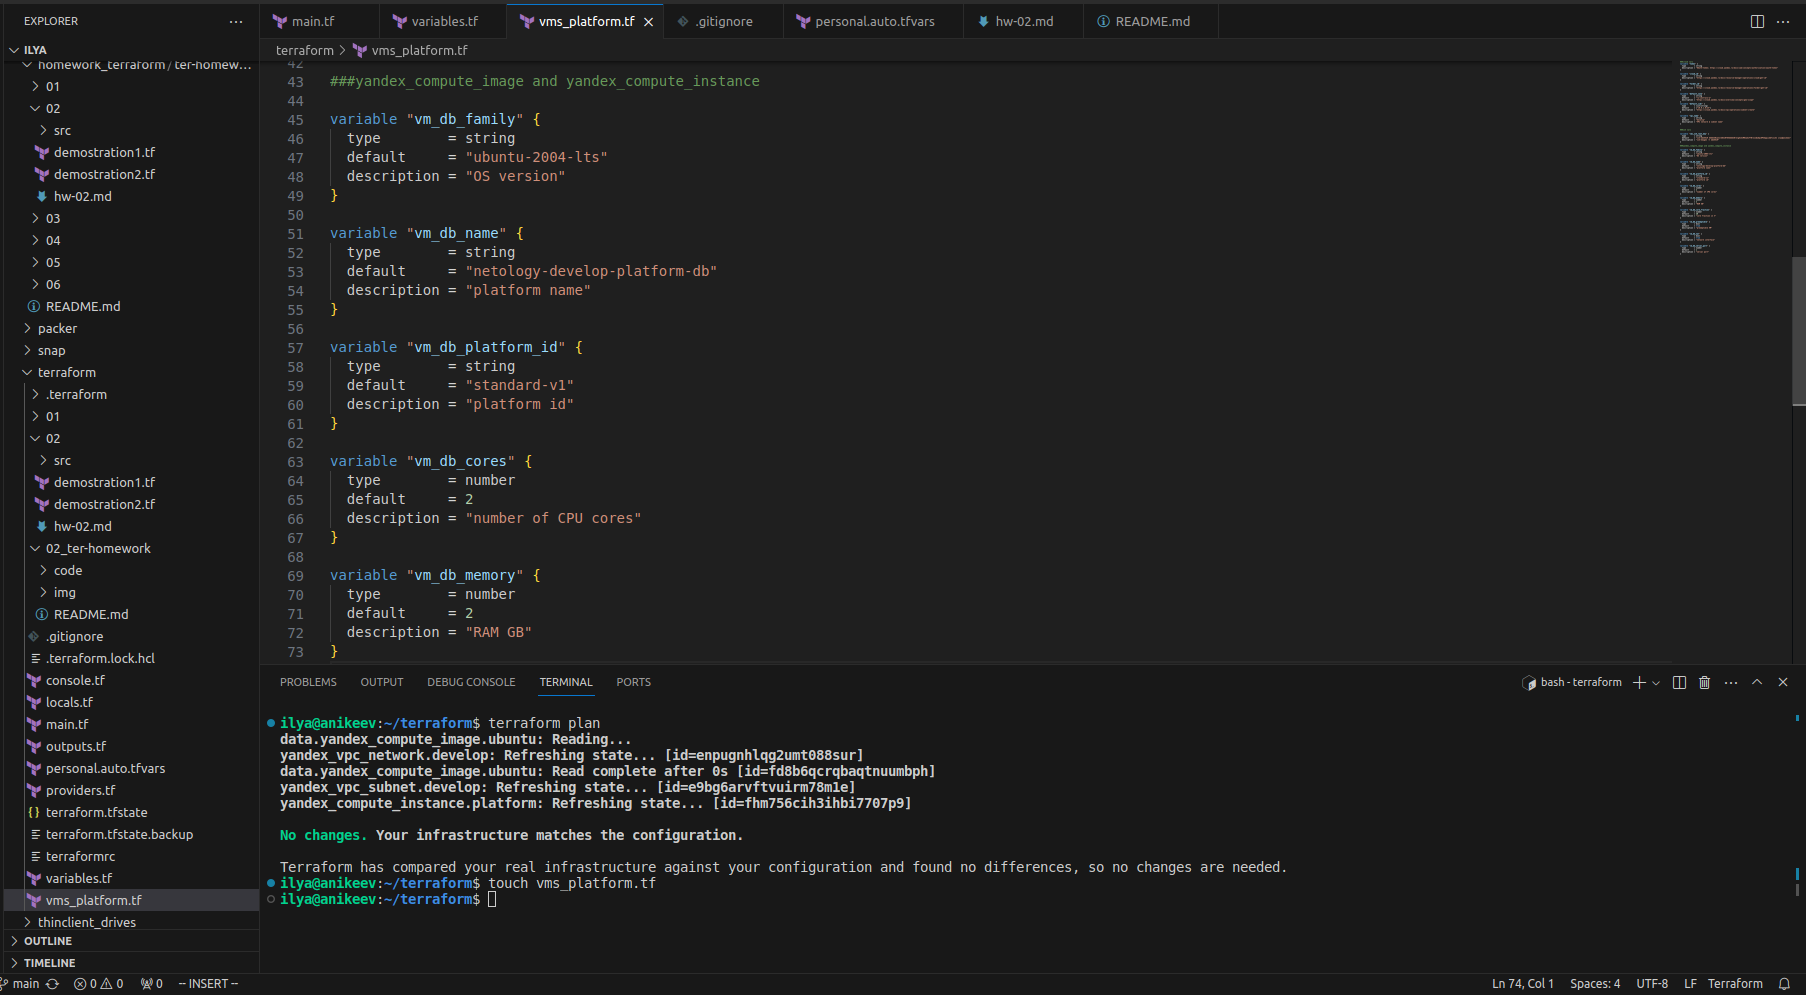 EXPLORER
ILYA
homework_terraform / ter-homew...
01
02
src
demostration1.tf
demostration2.tf
hw-02.md
03
04
05
06
README.md
packer
snap
terraform
.terraform
01
02
src
demostration1.tf
demostration2.tf
hw-02.md
02_ter-homework
code
img
README.md
.gitignore
.terraform.lock.hcl
console.tf
locals.tf
main.tf
outputs.tf
personal.auto.tfvars
providers.tf
terraform.tfstate
terraform.tfstate.backup
terraformrc
variables.tf
vms_platform.tf
thinclient_drives
OUTLINE
TIMELINE
main.tf variables.tf vms_platform.tf .gitignore personal.auto.tfvars hw-02.md README.md
terraform > vms_platform.tf
42
43 ###yandex_compute_image and yandex_compute_instance
44
45 variable "vm_db_family" {
46 type = string
47 default = "ubuntu-2004-lts"
48 description = "OS version"
49 }
50
51 variable "vm_db_name" {
52 type = string
53 default = "netology-develop-platform-db"
54 description = "platform name"
55 }
56
57 variable "vm_db_platform_id" {
58 type = string
59 default = "standard-v1"
60 description = "platform id"
61 }
62
63 variable "vm_db_cores" {
64 type = number
65 default = 2
66 description = "number of CPU cores"
67 }
68
69 variable "vm_db_memory" {
70 type = number
71 default = 2
72 description = "RAM GB"
73 }
PROBLEMS OUTPUT DEBUG CONSOLE TERMINAL PORTS bash - terraform
ilya@anikeev:~/terraform$ terraform plan
data.yandex_compute_image.ubuntu: Reading...
yandex_vpc_network.develop: Refreshing state... [id=enpugnhlqg2umt088sur]
data.yandex_compute_image.ubuntu: Read complete after 0s [id=fd8b6qcrqbaqtnuumbph]
yandex_vpc_subnet.develop: Refreshing state... [id=e9bg6arvftvuirm78m1e]
yandex_compute_instance.platform: Refreshing state... [id=fhm756cih3ihbi7707p9]
No changes. Your infrastructure matches the configuration.
Terraform has compared your real infrastructure against your configuration and found no differences, so no changes are needed.
ilya@anikeev:~/terraform$ touch vms_platform.tf
ilya@anikeev:~/terraform$
main 0 0 0 -- INSERT -- Ln 74, Col 1 Spaces: 4 UTF-8 LF Terraform